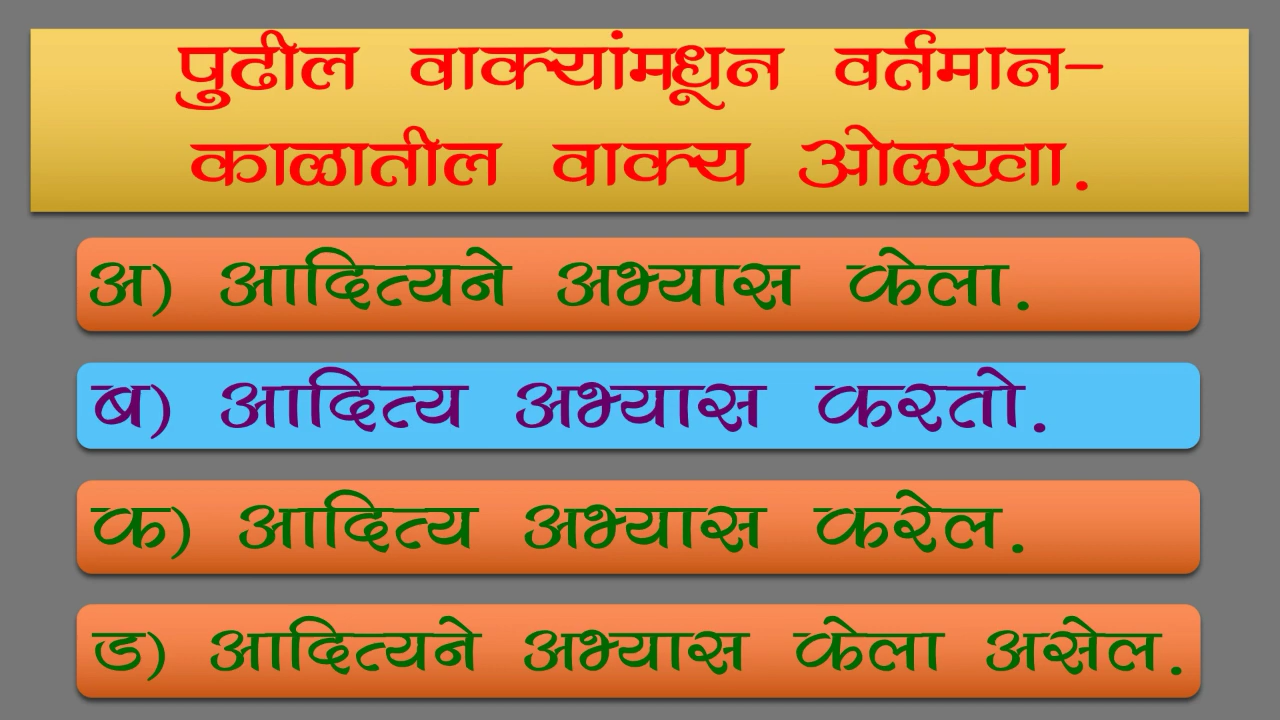 पुढील वाक्यांमधून वर्तमान-
काळातील वाक्य ओळखा.
अ) आदित्यने अभ्यास केला.
ब) आदित्य अभ्यास करतो.
क) आदित्य अभ्यास करेल.
ड) आदित्यने अभ्यास केला असेल.